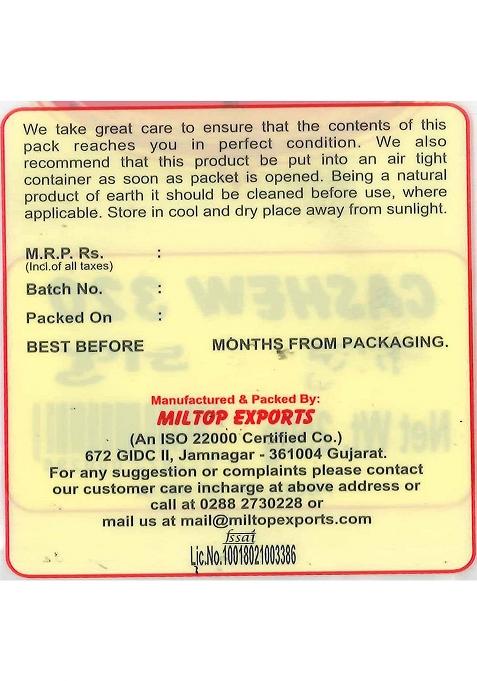 We take great care to ensure that the contents of this
pack reaches you in perfect condition. We also
recommend that this product be put into an air tight
container as soon as packet is opened. Being a natural
product of earth it should be cleaned before use, where
applicable. Store in cool and dry place away from sunlight.
M.R.P. Rs. :
(Incl.of all taxes)
Batch No. :
Packed On :
BEST BEFORE MONTHS FROM PACKAGING.
Manufactured & Packed By:
MILTOP EXPORTS
(An ISO 22000 Certified Co.)
672 GIDC II, Jamnagar - 361004 Gujarat.
For any suggestion or complaints please contact
our customer care incharge at above address or
call at 0288 2730228 or
mail us at mail@miltopexports.com
fssai
Lic.No.10018021003386